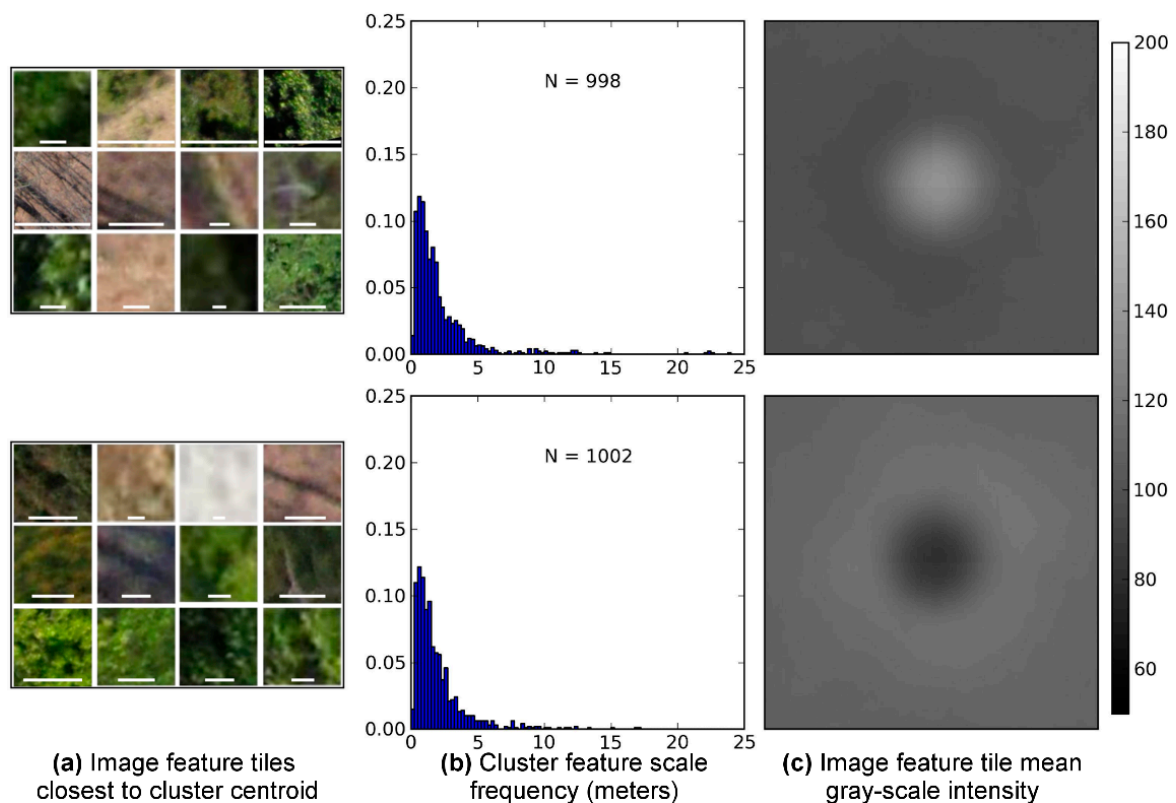 0.25
0.20
0.15
0.10
0.05
0.00
N = 998
0 5 10 15 20 25
0.25
0.20
0.15
0.10
0.05
0.00
N = 1002
0 5 10 15 20 25
200
180
160
140
120
100
80
60
(a) Image feature tiles
closest to cluster centroid
(b) Cluster feature scale
frequency (meters)
(c) Image feature tile mean
gray-scale intensity